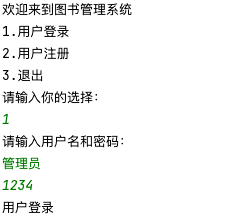 欢迎来到图书管理系统
1.用户登录
2.用户注册
3.退出
请输入你的选择:
1
请输入用户名和密码:
管理员
1234
用户登录